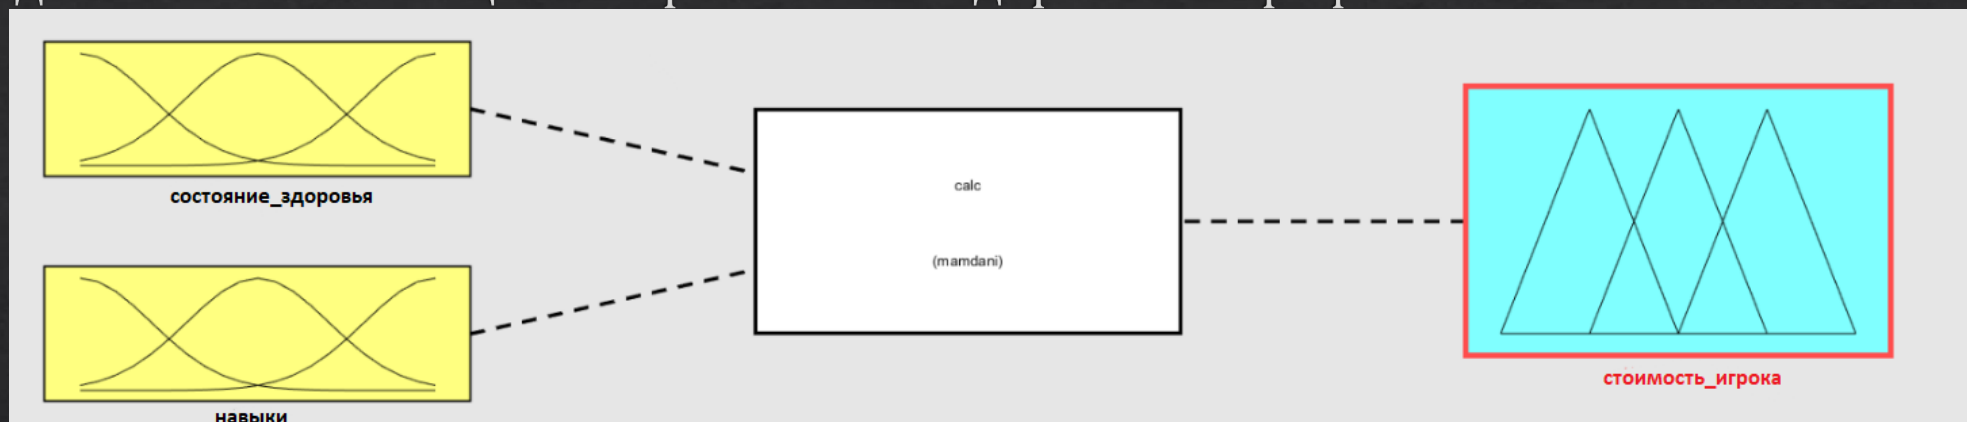 состояние_здоровья
calc
(mamdani)
навыки
стоимость_игрока